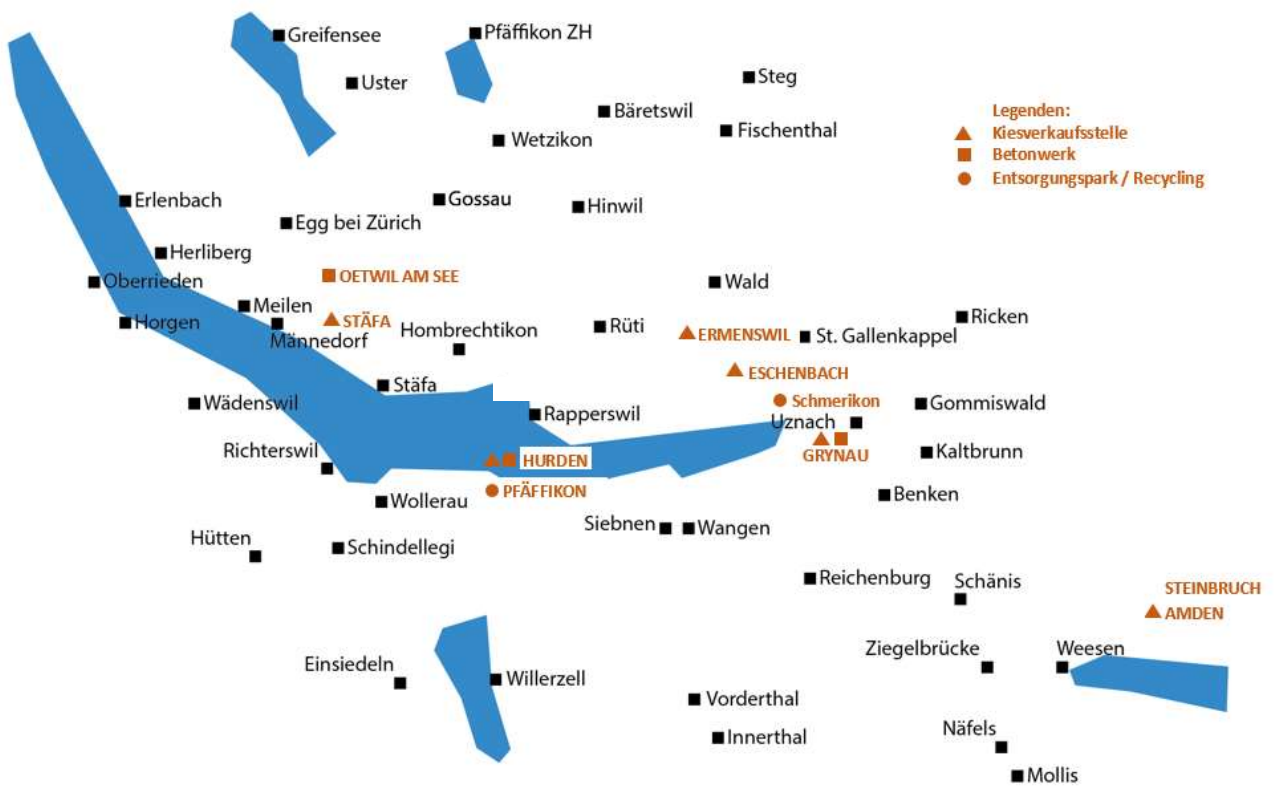 Greifensee
Pfäffikon ZH
Uster
Steg
Bäretswil
Legenden:
Wetzikon
Fischenthal
Kiesverkaufsstelle
Betonwerk
Entsorgungspark / Recycling
Erlenbach
Gossau
Hinwil
Egg bei Zürich
Herliberg
OETWIL AM SEE
Oberrieden
Wald
Meilen
Horgen
STÄFA
Hombrechtikon
Rüti
ERMENSWIL
St. Gallenkappel
Ricken
Männedorf
ESCHENBACH
Stäfa
Schmerikon
Wädenswil
Rapperswil
Uznach
Gommiswald
Richterswil
HURDEN
GRYNAU
Kaltbrunn
PFÄFFIKON
Wollerau
Benken
Siebnen
Wangen
Hütten
Schindellegi
Reichenburg
Schänis
STEINBRUCH
AMDEN
Ziegelbrücke
Weesen
Einsiedeln
Willerzell
Vorderthal
Innerthal
Näfels
Mollis